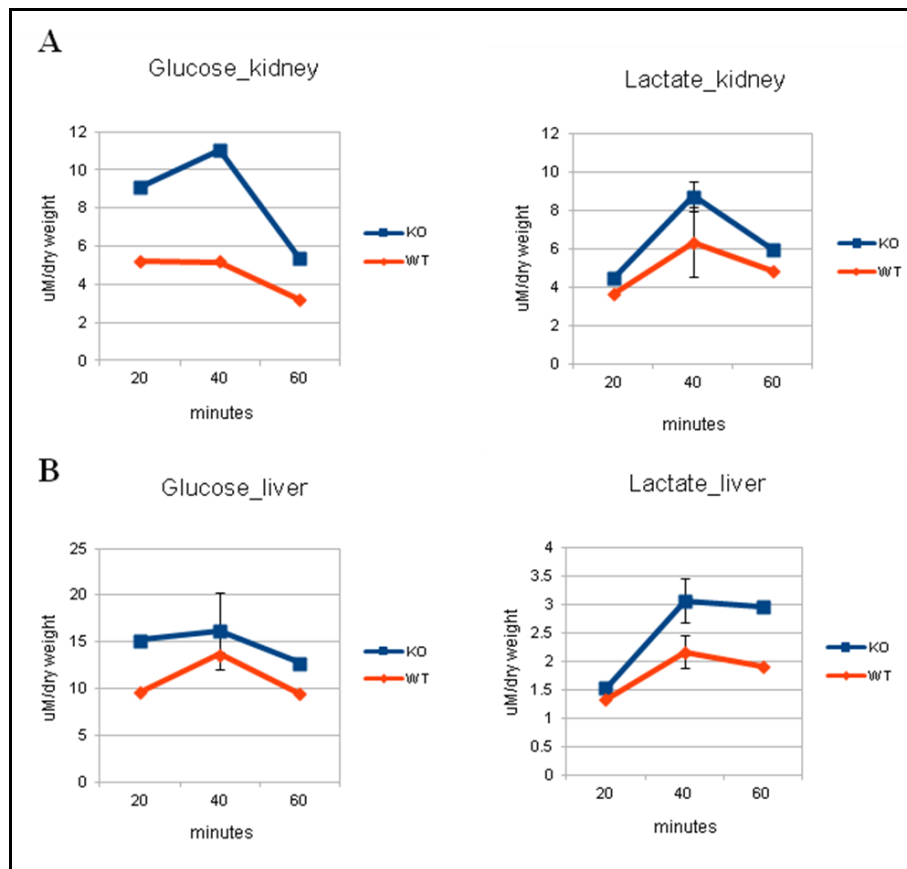 A
Glucose_kidney
uM/dry weight
12
10
8
6
4
2
0
20 40 60
minutes
KO
WT
Lactate_kidney
uM/dry weight
12
10
8
6
4
2
0
20 40 60
minutes
KO
WT
B
Glucose_liver
uM/dry weight
25
20
15
10
5
0
20 40 60
minutes
KO
WT
Lactate_liver
uM/dry weight
4
3.5
3
2.5
2
1.5
1
0.5
0
20 40 60
minutes
KO
WT